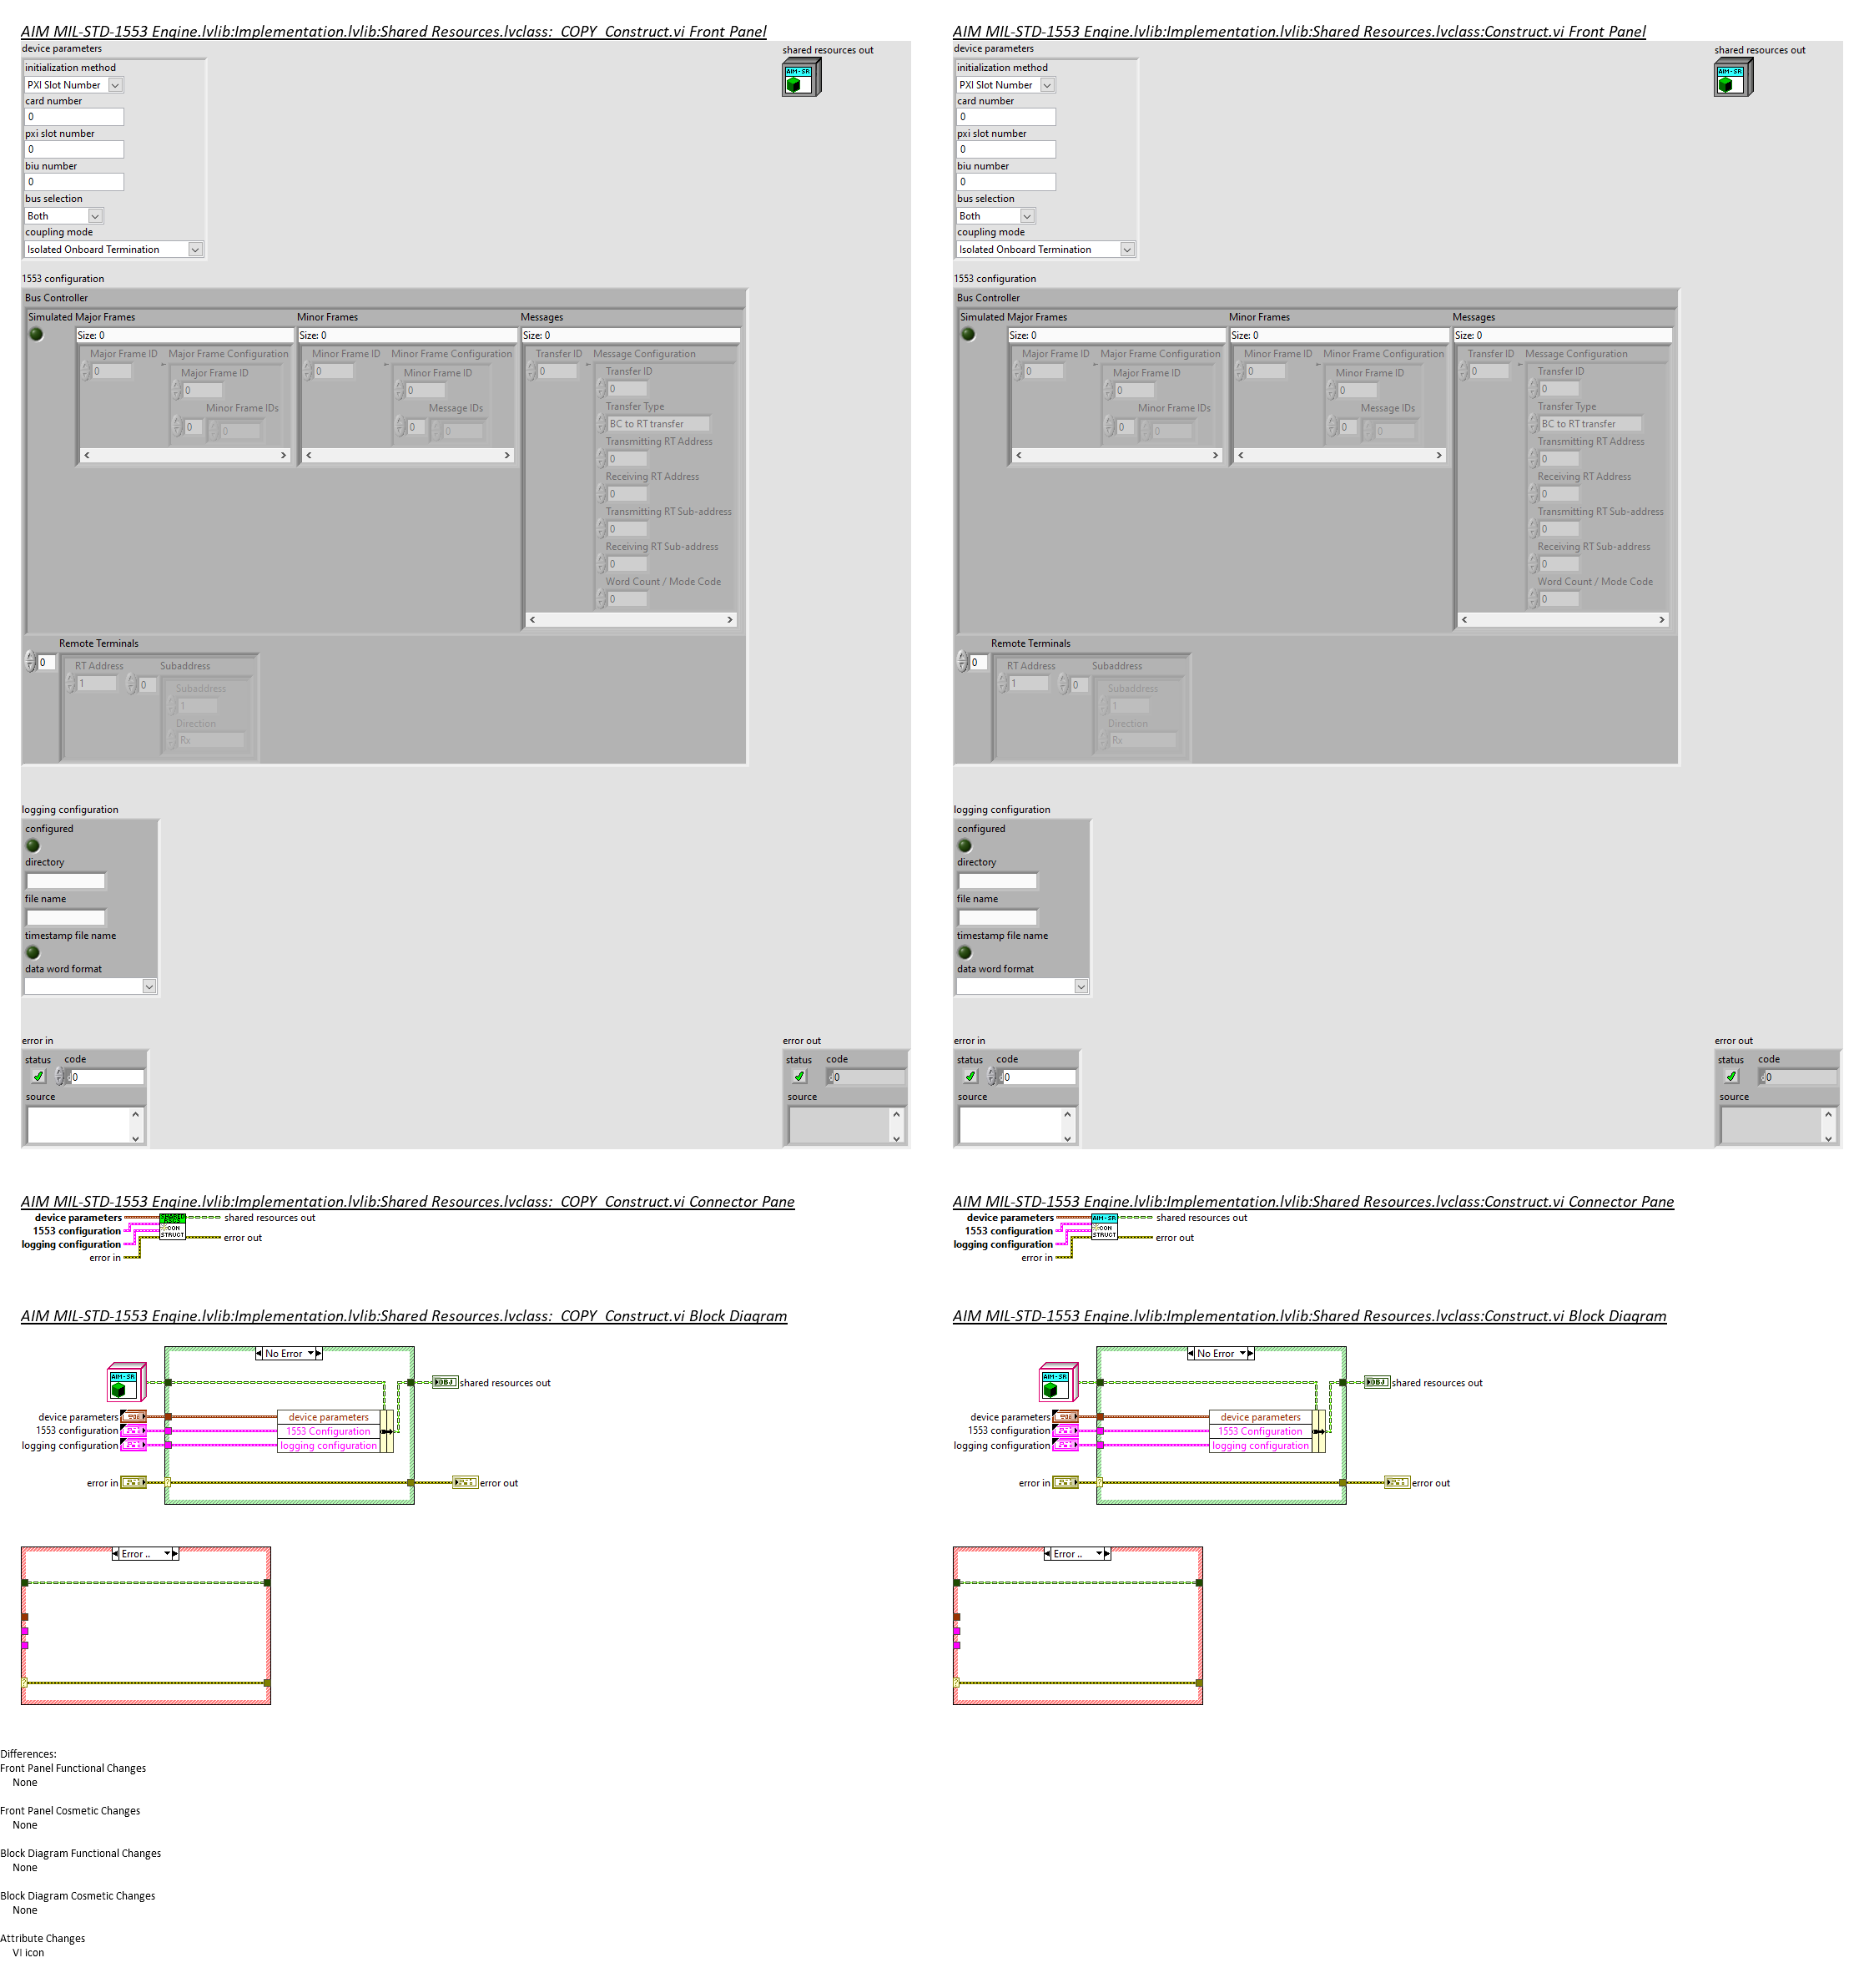 AIM MIL-STD-1553 Engine.lvlib:Implementation.lvlib:Shared Resources.lvclass:_COPY_Construct.vi Front Panel
device parameters
shared resources out
initialization method
AIM-SR
PXI Slot Number
card number
0
pxi slot number
0
biu number
0
bus selection
Both
coupling mode
Isolated Onboard Termination
1553 configuration
Bus Controller
Simulated Major Frames Minor Frames Messages
Size: 0 Size: 0 Size: 0
Major Frame ID Major Frame Configuration Minor Frame ID Minor Frame Configuration Transfer ID Message Configuration
0 Major Frame ID 0 Minor Frame ID 0 Transfer ID
0 0 0
Minor Frame IDs Message IDs Transfer Type
0 0 0 0 BC to RT transfer
Transmitting RT Address
0
Receiving RT Address
0
Transmitting RT Sub-address
0
Receiving RT Sub-address
0
Word Count / Mode Code
0
Remote Terminals
0 RT Address Subaddress
1 0 Subaddress
1
Direction
Rx
logging configuration
configured
directory
file name
timestamp file name
data word format
error in error out
status code status code
0 0
source source
AIM MIL-STD-1553 Engine.lvlib:Implementation.lvlib:Shared Resources.lvclass:Construct.vi Front Panel
device parameters
shared resources out
initialization method
AIM-SR
PXI Slot Number
card number
0
pxi slot number
0
biu number
0
bus selection
Both
coupling mode
Isolated Onboard Termination
1553 configuration
Bus Controller
Simulated Major Frames Minor Frames Messages
Size: 0 Size: 0 Size: 0
Major Frame ID Major Frame Configuration Minor Frame ID Minor Frame Configuration Transfer ID Message Configuration
0 Major Frame ID 0 Minor Frame ID 0 Transfer ID
0 0 0
Minor Frame IDs Message IDs Transfer Type
0 0 0 0 BC to RT transfer
Transmitting RT Address
0
Receiving RT Address
0
Transmitting RT Sub-address
0
Receiving RT Sub-address
0
Word Count / Mode Code
0
Remote Terminals
0 RT Address Subaddress
1 0 Subaddress
1
Direction
Rx
logging configuration
configured
directory
file name
timestamp file name
data word format
error in error out
status code status code
0 0
source source
AIM MIL-STD-1553 Engine.lvlib:Implementation.lvlib:Shared Resources.lvclass:_COPY_Construct.vi Connector Pane
device parameters shared resources out
1553 configuration CON
logging configuration STRUCT error out
error in
AIM MIL-STD-1553 Engine.lvlib:Implementation.lvlib:Shared Resources.lvclass:Construct.vi Connector Pane
device parameters AIM-SR shared resources out
1553 configuration CON
logging configuration STRUCT error out
error in
AIM MIL-STD-1553 Engine.lvlib:Implementation.lvlib:Shared Resources.lvclass:_COPY_Construct.vi Block Diagram
No Error
AIM-SR
OBJ shared resources out
device parameters device parameters
1553 configuration 1553 Configuration
logging configuration logging configuration
error in error out
Error ..
AIM MIL-STD-1553 Engine.lvlib:Implementation.lvlib:Shared Resources.lvclass:Construct.vi Block Diagram
No Error
AIM-SR
OBJ shared resources out
device parameters device parameters
1553 configuration 1553 Configuration
logging configuration logging configuration
error in error out
Error ..
Differences:
Front Panel Functional Changes
None
Front Panel Cosmetic Changes
None
Block Diagram Functional Changes
None
Block Diagram Cosmetic Changes
None
Attribute Changes
VI icon